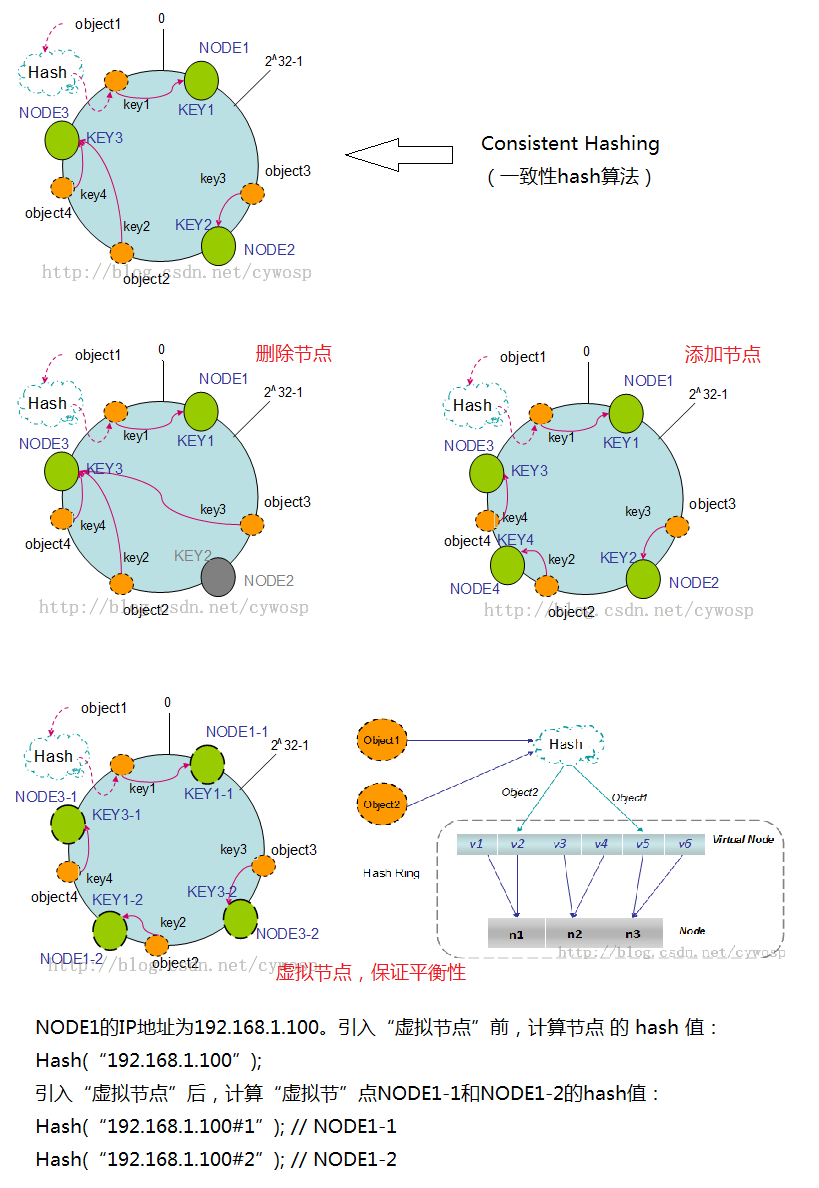 object1
0
NODE1
2^32-1
Hash
key1
KEY1
NODE3
KEY3
Consistent Hashing
（一致性hash算法）
key3
object3
key4
object4
key2
KEY2
NODE2
http://blog.csdn.net/cywosp
object2
删除节点
object1
0
NODE1
2^32-1
Hash
key1
KEY1
NODE3
KEY3
key3
object3
key4
object4
key2
KEY2
NODE2
http://blog.csdn.net/cywosp
object2
添加节点
object1
0
NODE1
2^32-1
Hash
key1
KEY1
NODE3
KEY3
key3
object3
key4
object4
KEY4
key2
KEY2
NODE4
NODE2
http://blog.csdn.net/cywosp
object2
object1
0
NODE1-1
2^32-1
Hash
key1
KEY1-1
NODE3-1
KEY3-1
key3
object3
key4
object4
KEY1-2
KEY3-2
key2
NODE3-2
NODE1-2
object2
http://blog.csdn.net/cywosp
Object1
Hash
Object2
Object2
Object1
v1 v2 v3 v4 v5 v6
Virtual Node
Hash Ring
n1 n2 n3
Node
http://blog.csdn.net/cywosp
虚拟节点，保证平衡性
NODE1的IP地址为192.168.1.100。引入“虚拟节点”前，计算节点 的 hash 值：
Hash(“192.168.1.100”);
引入“虚拟节点”后，计算“虚拟节”点NODE1-1和NODE1-2的hash值：
Hash(“192.168.1.100#1”); // NODE1-1
Hash(“192.168.1.100#2”); // NODE1-2